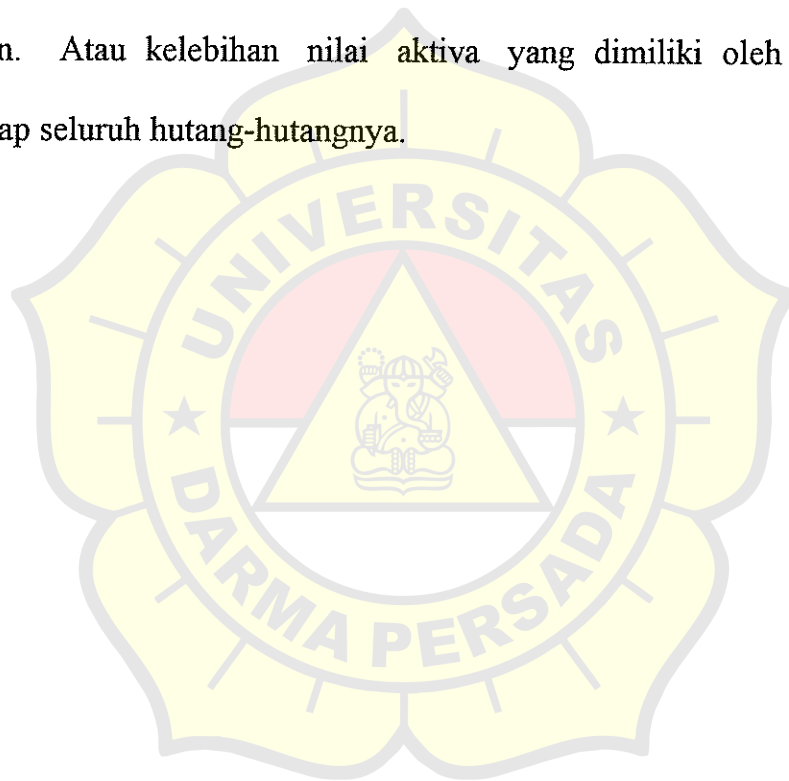 n. Atau kelebihan nilai aktiva yang dimiliki oleh
ap seluruh hutang-hutangnya.
UNIVERSITAS
DARMA PERSADA